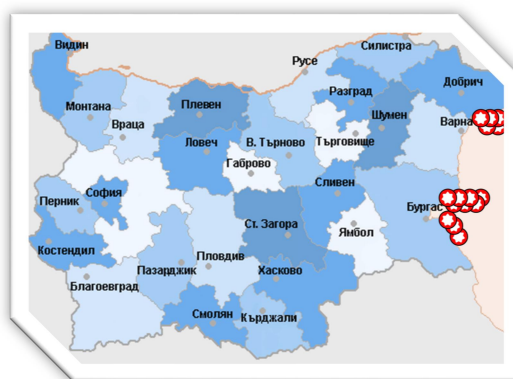 Видин
Силистра
Русе
Добрич
Монтана
Плевен
Разград
Враца
Шумен
Варна
Ловеч
В. Търново
Търговище
Габрово
София
Сливен
Перник
Бургас
Ст. Загора
Ямбол
Костендил
Пловдив
Пазарджик
Хасково
Благоевград
Смолян
Кърджали